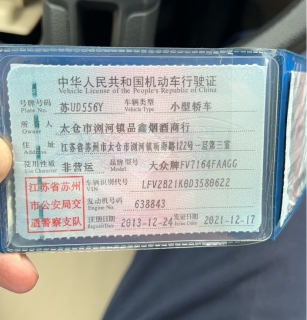 中华人民共和国机动车行驶证
Vehicle License of the People's Republic of China
号牌号码 苏UD556Y 车辆类型 小型轿车
Plate No. Vehicle Type
所有人 太仓市浏河镇品鑫烟酒商行
Owner
住址 江苏省苏州市太仓市浏河镇听海路122号一层第三室
Address
使用性质 非营运 品牌型号 大众牌FV7164FAAGG
Use Character Model
江苏省苏州市公安局交通警察支队
车辆识别代号 LFV2B21K6D3580622
VIN
发动机号码 638843
Engine No.
注册日期 2013-12-24 发证日期 2021-12-17
Register Date Issue Date